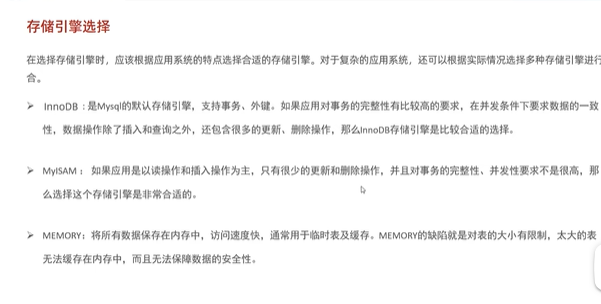 存储引擎选择
在选择存储引擎时，应该根据应用系统的特点选择合适的存储引擎。对于复杂的应用系统，还可以根据实际情况选择多种存储引擎进行
合。
➢ InnoDB：是Mysql的默认存储引擎，支持事务、外键。如果应用对事务的完整性有比较高的要求，在并发条件下要求数据的一致
性，数据操作除了插入和查询之外，还包含很多的更新、删除操作，那么InnoDB存储引擎是比较合适的选择。
➢ MyISAM： 如果应用是以读操作和插入操作为主，只有很少的更新和删除操作，并且对事务的完整性、并发性要求不是很高，那
么选择这个存储引擎是非常合适的。
➢ MEMORY：将所有数据保存在内存中，访问速度快，通常用于临时表及缓存。MEMORY的缺陷就是对表的大小有限制，太大的表
无法缓存在内存中，而且无法保障数据的安全性。